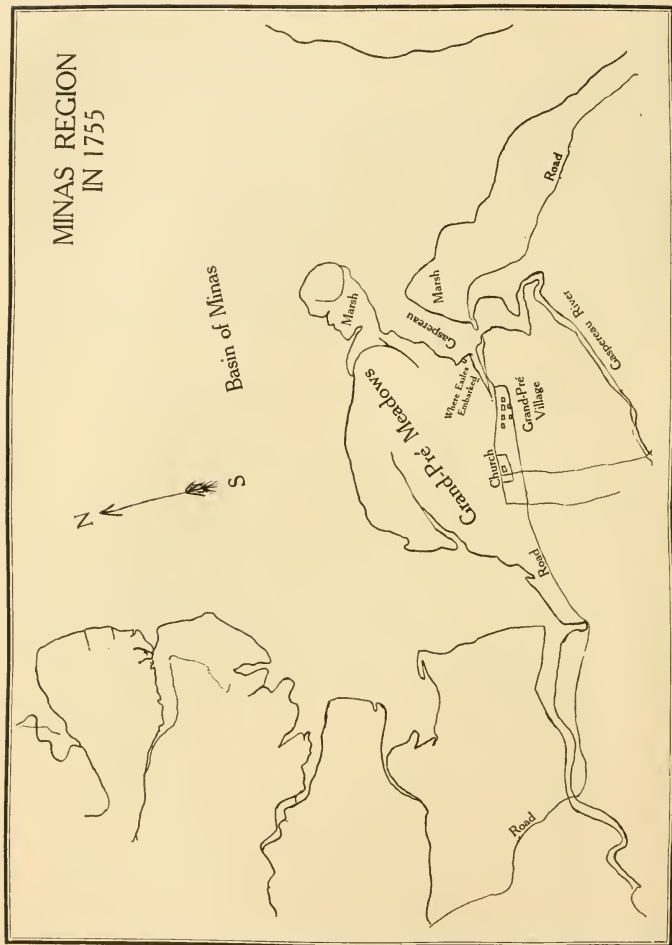 MINAS REGION
IN 1755
Basin of Minas
N
S
Marsh
Marsh
Gaspereau
Grand-Pré Meadows
Where Exiles
Embarked
Road
Gaspereau River
Grand-Pré
Village
Church
Road
Road